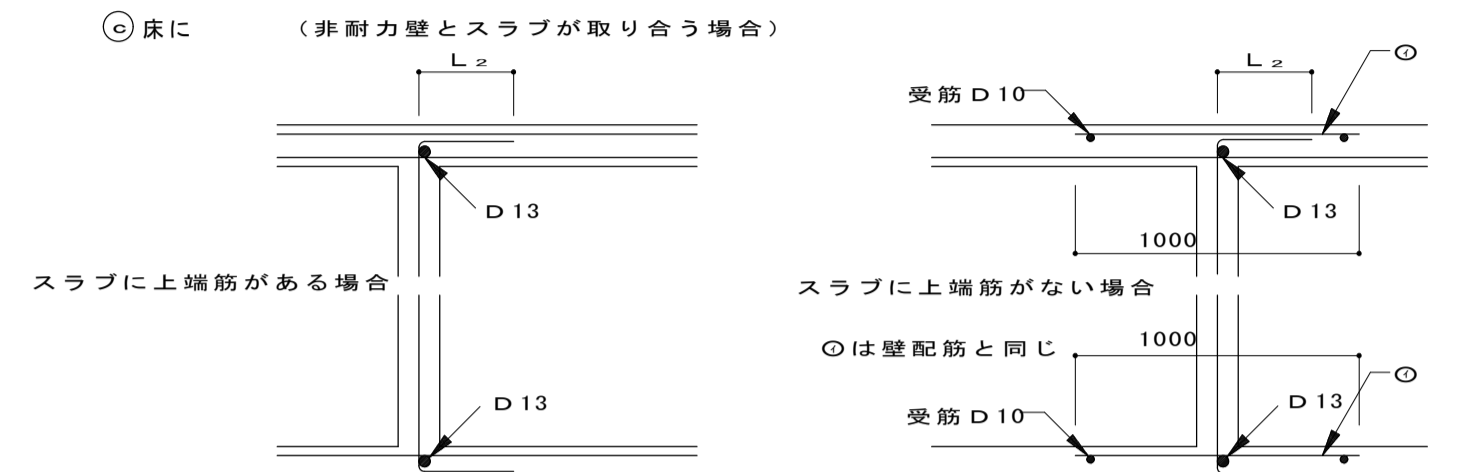 ⓒ床に （非耐力壁とスラブが取り合う場合）
L₂
D13
スラブに上端筋がある場合
D13
L₂
㋑
受筋D10
D13
1000
スラブに上端筋がない場合
㋑は壁配筋と同じ
1000
㋑
D13
受筋D10